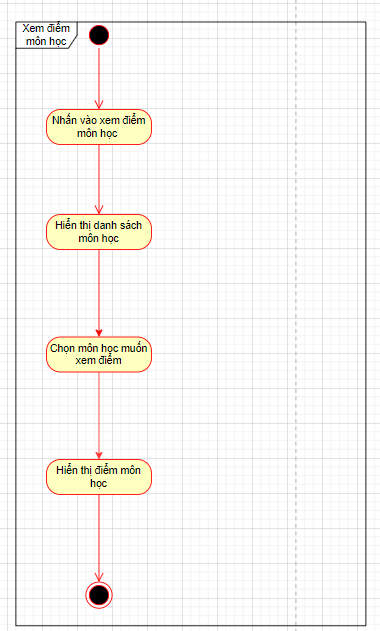 Xem điểm
môn học
Nhấn vào xem điểm
môn học
Hiển thị danh sách
môn học
Chọn môn học muốn
xem điểm
Hiển thị điểm môn
học